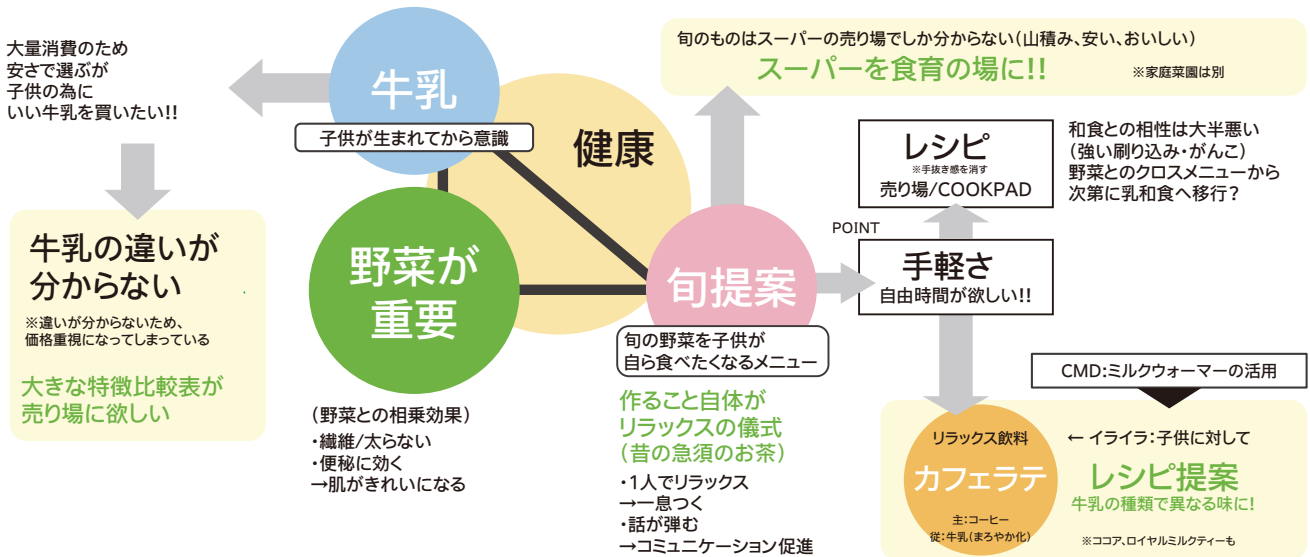 大量消費のため
安さで選ぶが
子供の為に
いい牛乳を買いたい!!
牛乳
子供が生まれてから意識
健康
牛乳の違いが
分からない
※違いが分からないため、
価格重視になってしまっている
大きな特徴比較表が
売り場に欲しい
野菜が
重要
(野菜との相乗効果)
・繊維/太らない
・便秘に効く
→肌がきれいになる
旬のものはスーパーの売り場でしか分からない(山積み、安い、おいしい)
スーパーを食育の場に!!
※家庭菜園は別
旬提案
旬の野菜を子供が
自ら食べたくなるメニュー
作ること自体が
リラックスの儀式
(昔の急須のお茶)
・1人でリラックス
→一息つく
・話が弾む
→コミュニケーション促進
レシピ
※手抜き感を消す
売り場/COOKPAD
和食との相性は大半悪い
(強い刷り込み・がんこ)
野菜とのクロスメニューから
次第に乳和食へ移行?
POINT
手軽さ
自由時間が欲しい!!
CMD:ミルクウォーマーの活用
リラックス飲料
カフェラテ
主:コーヒー
従:牛乳(まろやか化)
← イライラ:子供に対して
レシピ提案
牛乳の種類で異なる味に!
※ココア、ロイヤルミルクティーも